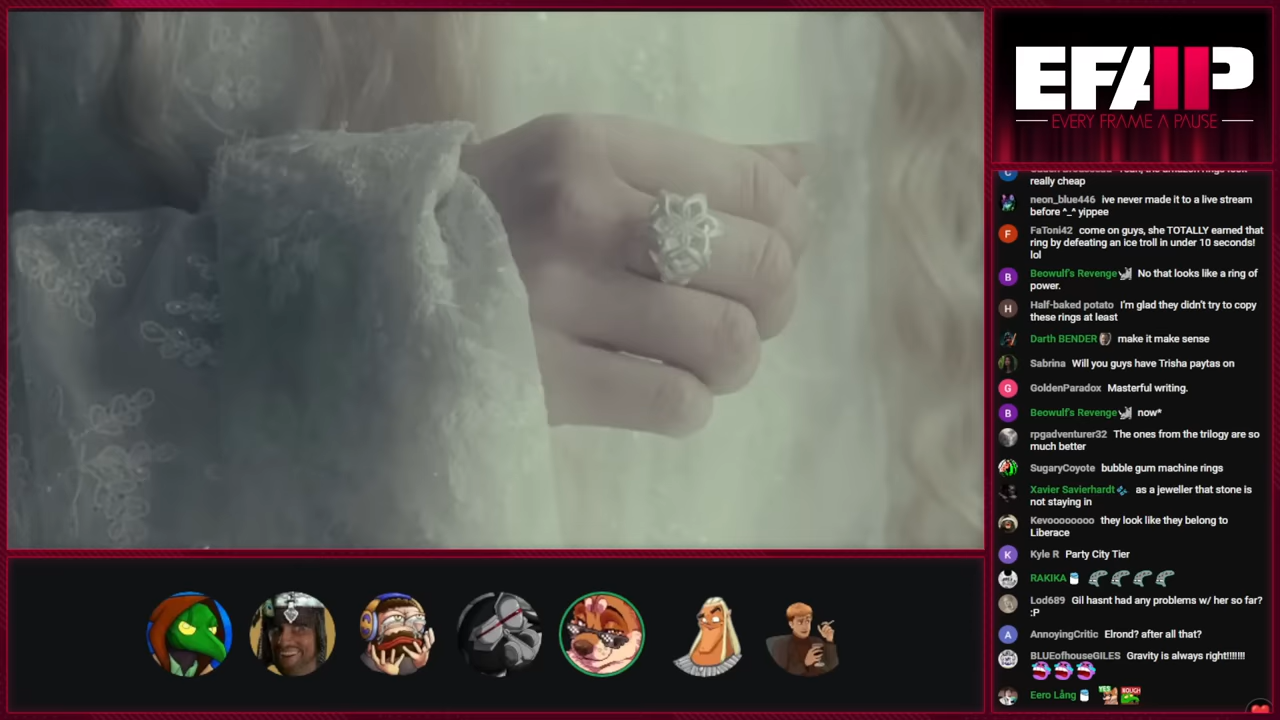 EFAP
EVERY FRAME A PAUSE
really cheap
neon_blue446 ive never made it to a live stream
before ^_^ yippee
FaToni42 come on guys, she TOTALLY earned that
ring by defeating an ice troll in under 10 seconds!
lol
Beowulf's Revenge No that looks like a ring of
power.
Half-baked potato I'm glad they didn't try to copy
these rings at least
Darth BENDER make it make sense
Sabrina Will you guys have Trisha paytas on
GoldenParadox Masterful writing.
Beowulf's Revenge now*
rpgadventurer32 The ones from the trilogy are so
much better
SugaryCoyote bubble gum machine rings
Xavier Savierhardt as a jeweller that stone is
not staying in
Kevoooooooo they look like they belong to
Liberace
Kyle R Party City Tier
RAKIKA
Lod689 Gil hasnt had any problems w/ her so far?
:P
AnnoyingCritic Elrond? after all that?
BLUEofhouseGILES Gravity is always right!!!!!!!
Eero Lång YES ROUGH